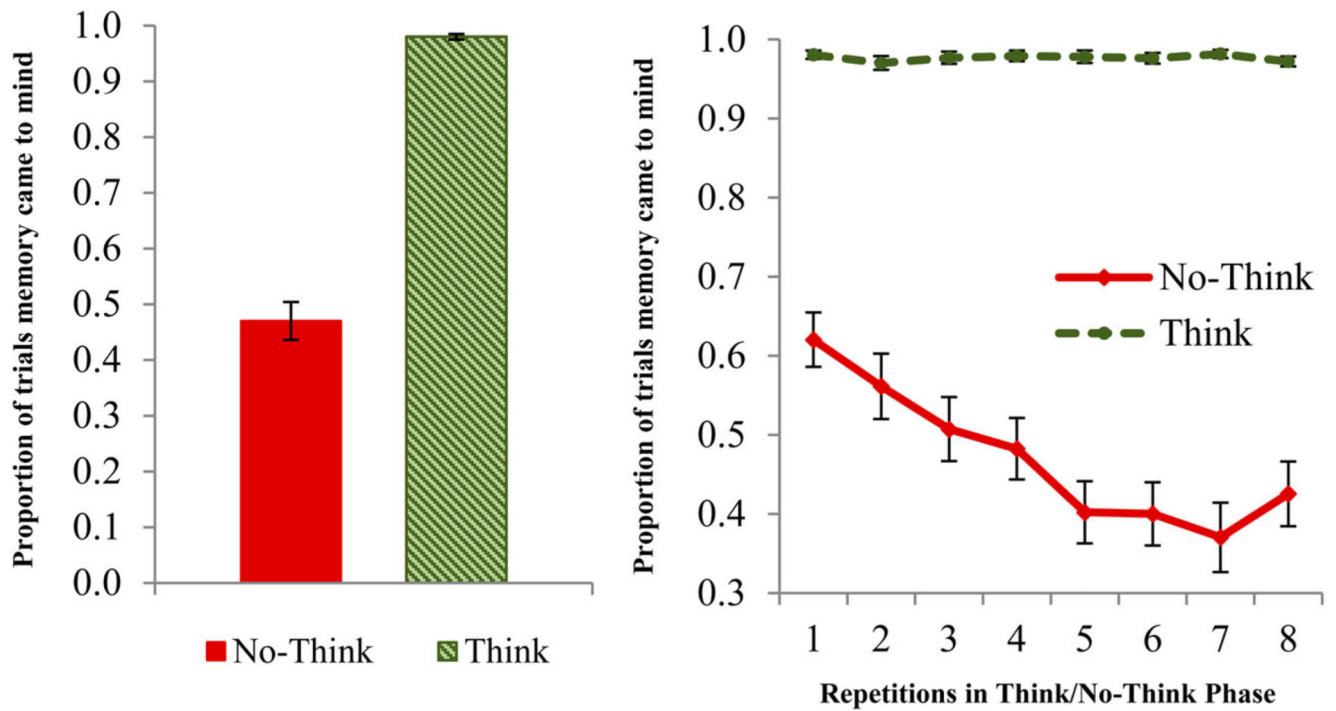 Proportion of trials memory came to mind
1.0
0.9
0.8
0.7
0.6
0.5
0.4
0.3
0.2
0.1
0.0
No-Think
Think
Proportion of trials memory came to mind
1.0
0.9
0.8
0.7
0.6
0.5
0.4
0.3
No-Think
Think
1 2 3 4 5 6 7 8
Repetitions in Think/No-Think Phase